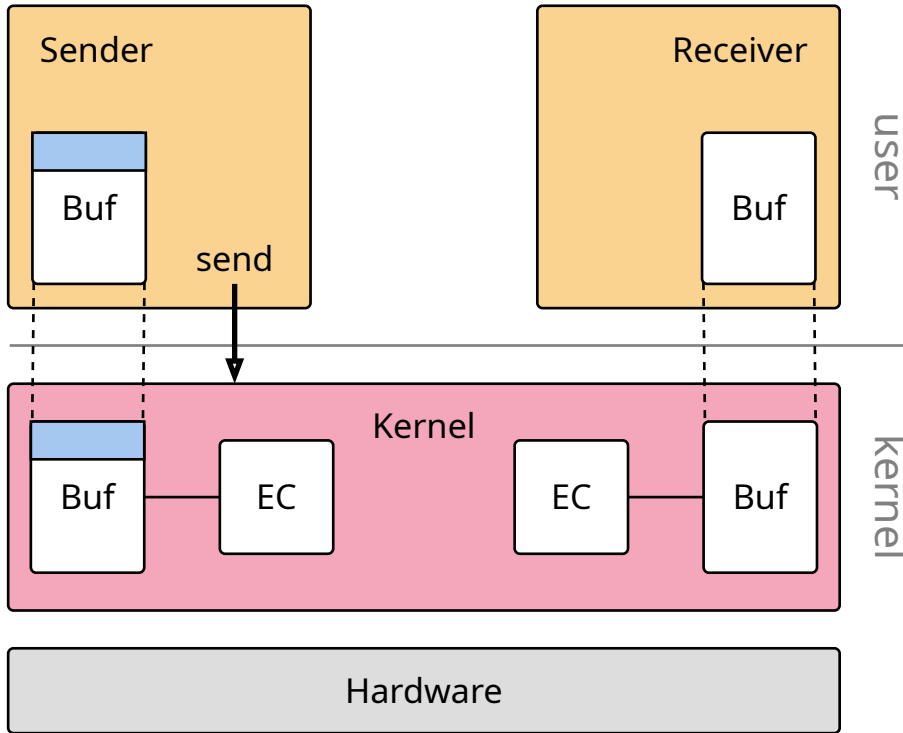 Sender
Receiver
Buf
Buf
send
user
Kernel
Buf
EC
EC
Buf
kernel
Hardware